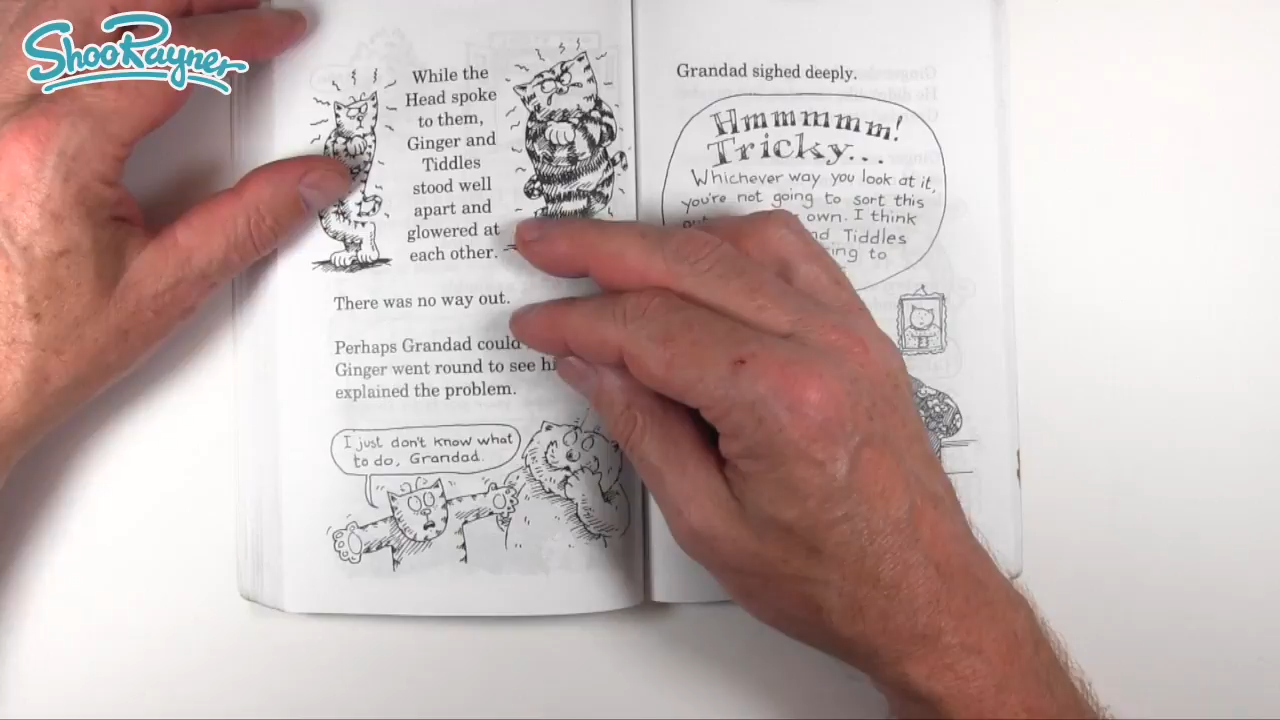 ShooRayner
While the
Head spoke
to them,
Ginger and
Tiddles
stood well
apart and
glowered at
each other.
There was no way out.
Perhaps Grandad could
Ginger went round to see
explained the problem.
I just don't know what
to do, Grandad.
Grandad sighed deeply.
Hmmmmmm!
Tricky...
Whichever way you look at it,
you're not going to sort this
own. I think
Tiddles
to